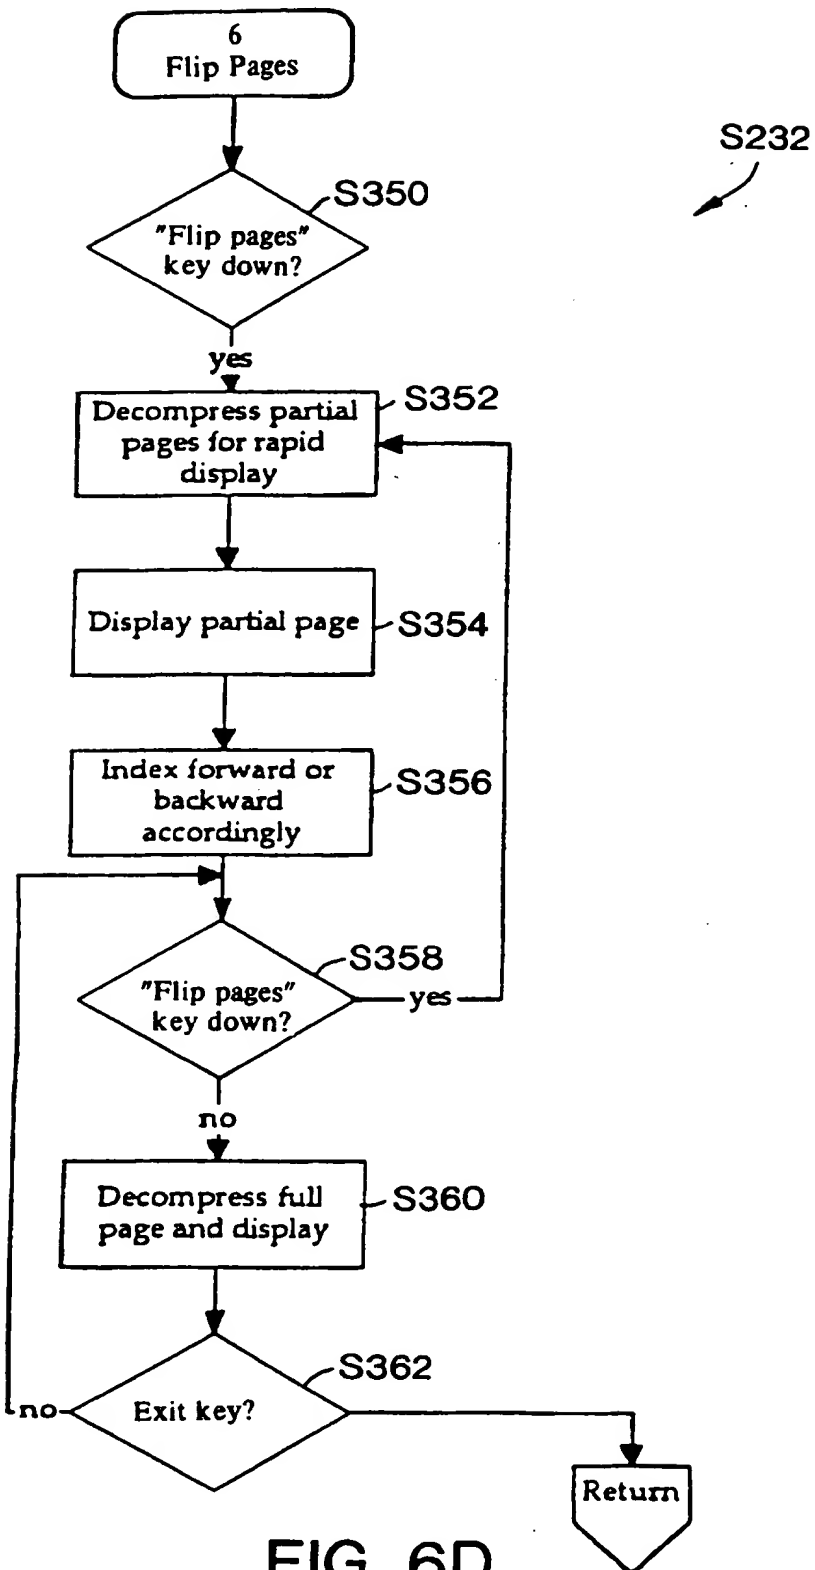 6
Flip Pages
S232
S350
"Flip pages"
key down?
yes
S352
Decompress partial
pages for rapid
display
Display partial page
S354
Index forward or
backward
accordingly
S356
S358
"Flip pages"
key down?
yes
no
Decompress full
page and display
S360
S362
Exit key?
no
Return
FIG. 6D